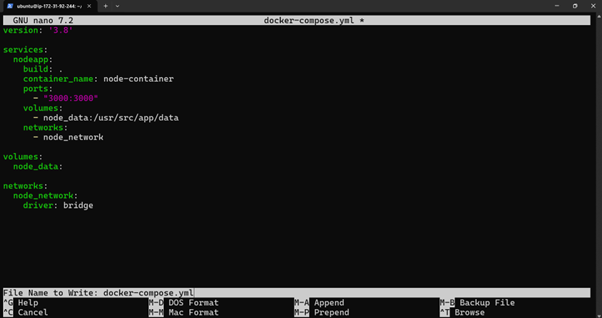 ubuntu@ip-172-31-92-244: ~
GNU nano 7.2 docker-compose.yml *
version: '3.8'
services:
  nodeapp:
    build: .
    container_name: node-container
    ports:
      - "3000:3000"
    volumes:
      - node_data:/usr/src/app/data
    networks:
      - node_network
volumes:
  node_data:
networks:
  node_network:
    driver: bridge
File Name to Write: docker-compose.yml
^G Help M-D DOS Format M-A Append M-B Backup File
^C Cancel M-M Mac Format M-P Prepend ^T Browse